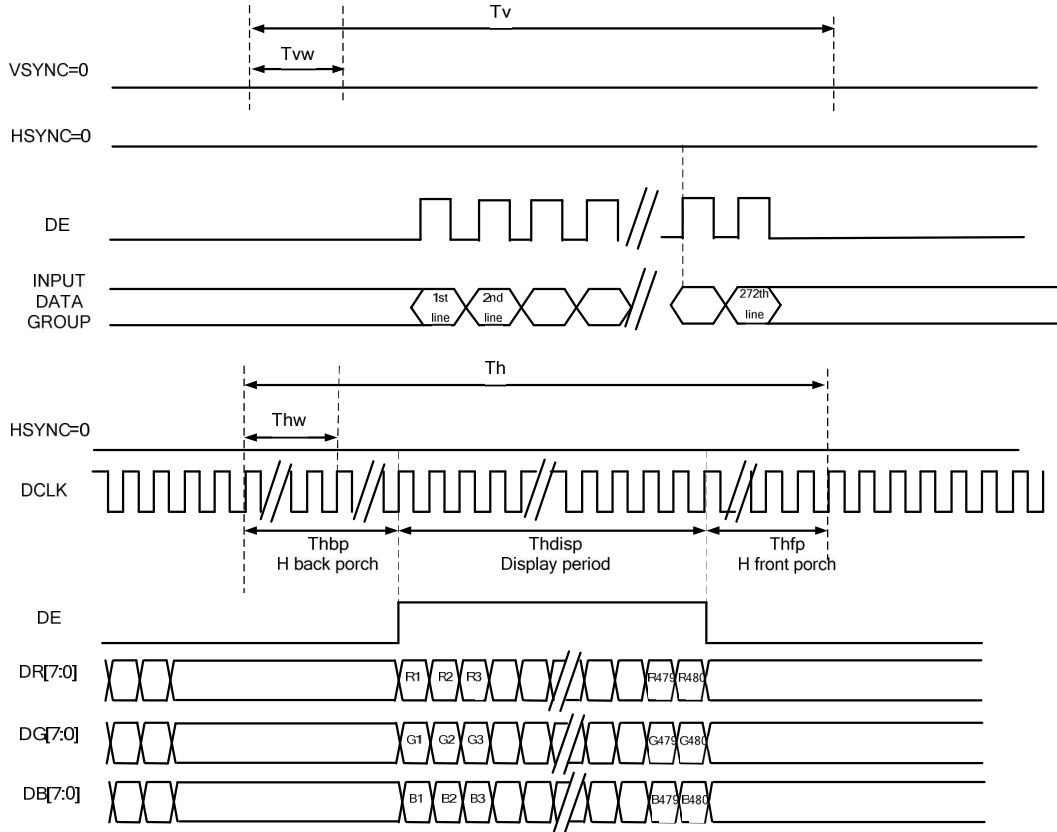 Tv
Tvw
VSYNC=0
HSYNC=0
DE
INPUT
DATA
GROUP
1st
line
2nd
line
272th
line
Th
Thw
HSYNC=0
DCLK
Thbp
H back porch
Thdisp
Display period
Thfp
H front porch
DE
DR[7:0]
R1 R2 R3 R479 R480
DG[7:0]
G1 G2 G3 G479 G480
DB[7:0]
B1 B2 B3 B479 B480